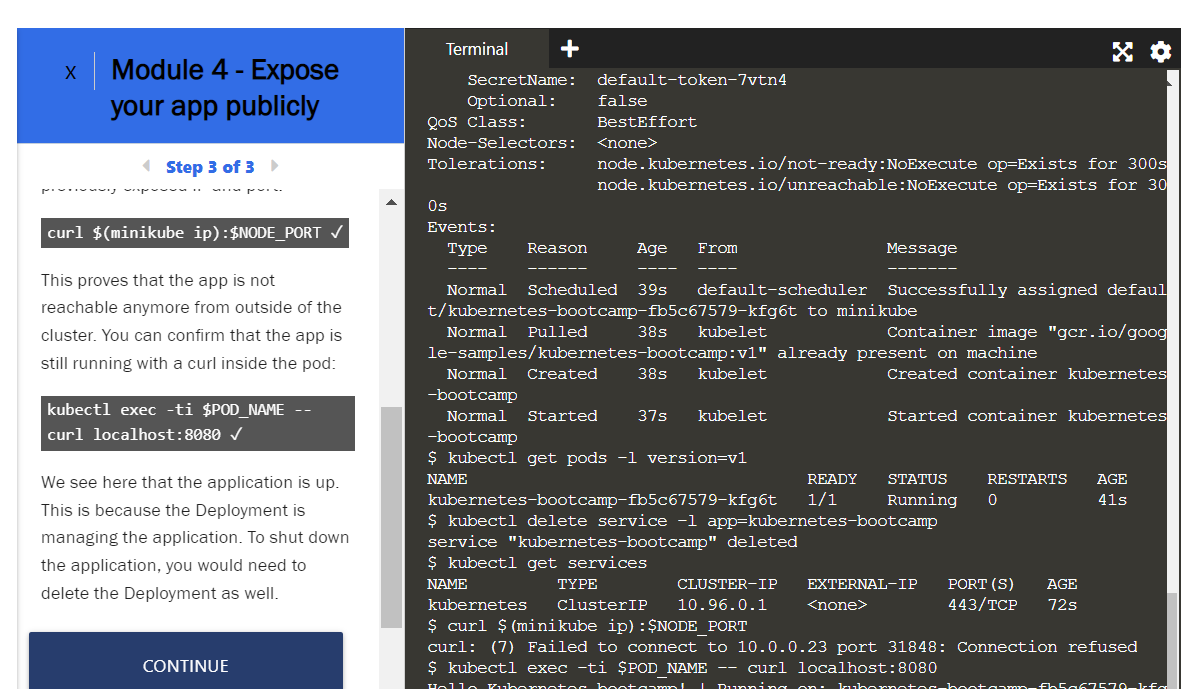 x
Module 4 - Expose
your app publicly
Step 3 of 3
previously exposed IP and port:
curl $(minikube ip):$NODE_PORT ✓
This proves that the app is not
reachable anymore from outside of the
cluster. You can confirm that the app is
still running with a curl inside the pod:
kubectl exec -ti $POD_NAME --
curl localhost:8080 ✓
We see here that the application is up.
This is because the Deployment is
managing the application. To shut down
the application, you would need to
delete the Deployment as well.
CONTINUE
Terminal
SecretName:  default-token-7vtn4
Optional:    false
QoS Class:       BestEffort
Node-Selectors:  <none>
Tolerations:     node.kubernetes.io/not-ready:NoExecute op=Exists for 300s
node.kubernetes.io/unreachable:NoExecute op=Exists for 30
0s
Events:
Type    Reason     Age   From               Message
----    ------     ----  ----               -------
Normal  Scheduled  39s   default-scheduler  Successfully assigned defaul
t/kubernetes-bootcamp-fb5c67579-kfg6t to minikube
Normal  Pulled     38s   kubelet            Container image "gcr.io/goog
le-samples/kubernetes-bootcamp:v1" already present on machine
Normal  Created    38s   kubelet            Created container kubernetes
-bootcamp
Normal  Started    37s   kubelet            Started container kubernetes
-bootcamp
$ kubectl get pods -l version=v1
NAME                                  READY   STATUS    RESTARTS   AGE
kubernetes-bootcamp-fb5c67579-kfg6t   1/1     Running   0          41s
$ kubectl delete service -l app=kubernetes-bootcamp
service "kubernetes-bootcamp" deleted
$ kubectl get services
NAME         TYPE        CLUSTER-IP   EXTERNAL-IP   PORT(S)   AGE
kubernetes   ClusterIP   10.96.0.1    <none>        443/TCP   72s
$ curl $(minikube ip):$NODE_PORT
curl: (7) Failed to connect to 10.0.0.23 port 31848: Connection refused
$ kubectl exec -ti $POD_NAME -- curl localhost:8080
Hello Kubernetes bootcamp! | Running on: kubernetes-bootcamp-fb5c67579-kfg